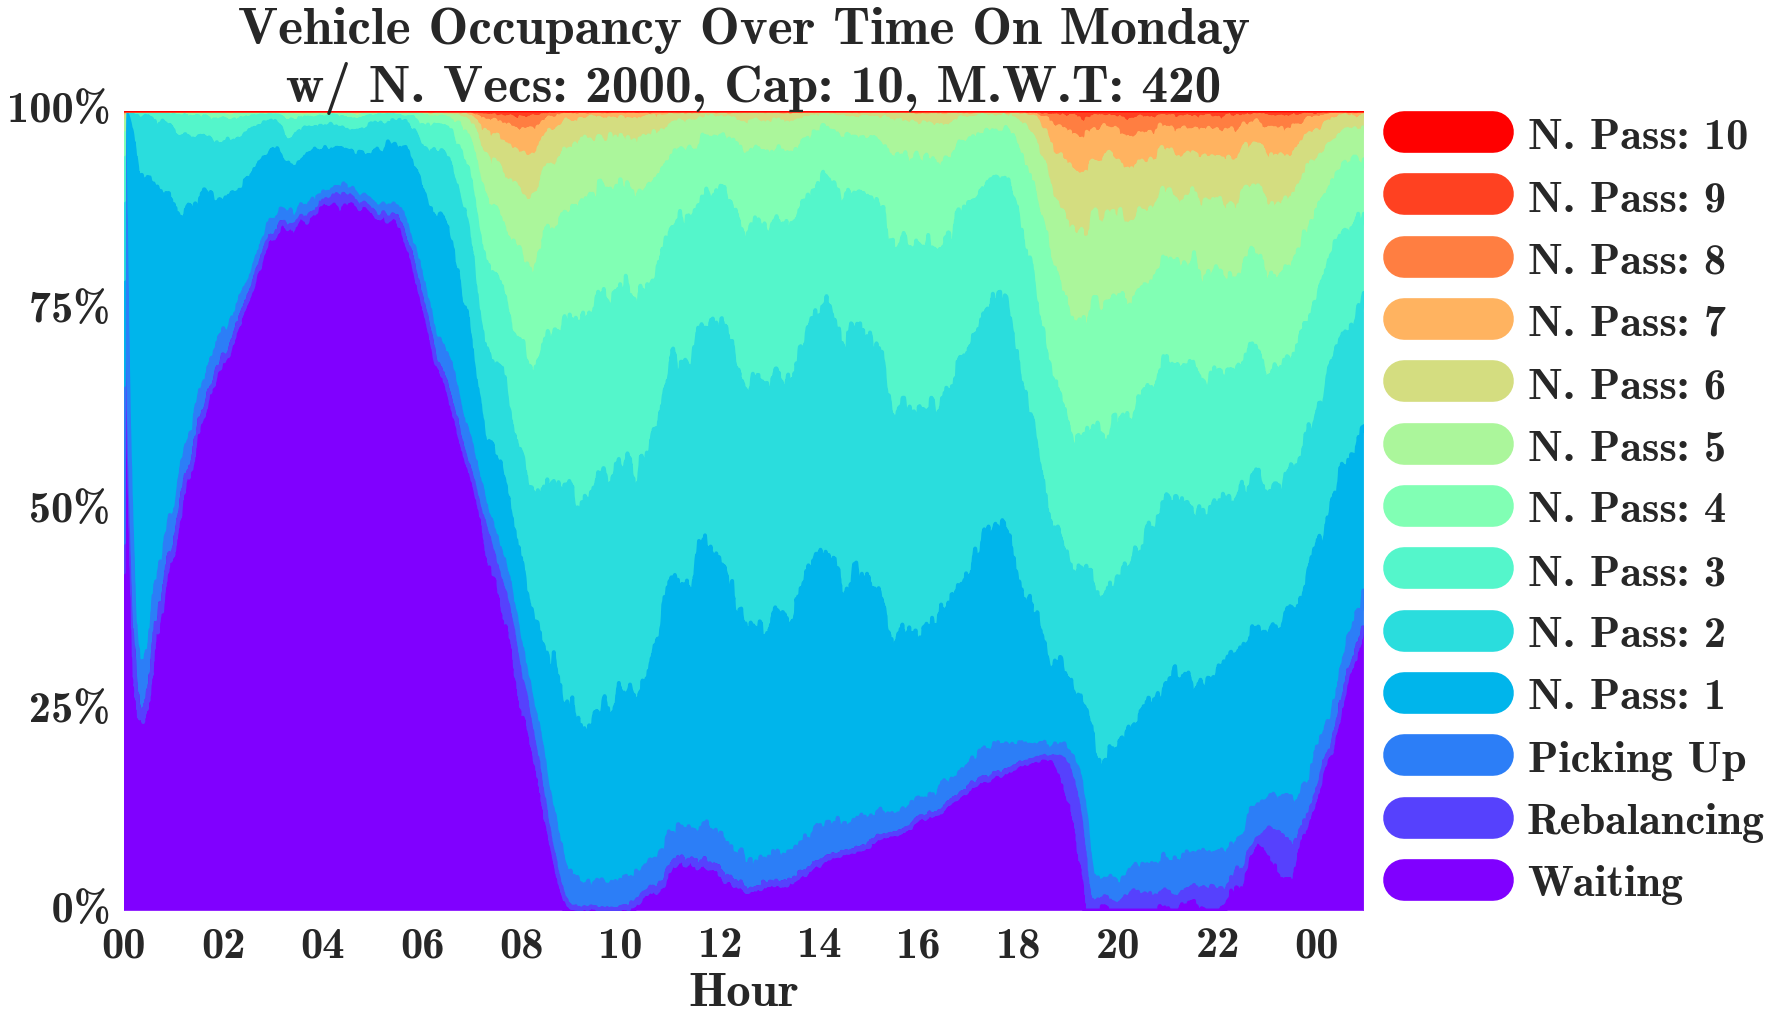 Vehicle Occupancy Over Time On Monday
w/ N. Vecs: 2000, Cap: 10, M.W.T: 420
100%
75%
50%
25%
0%
00 02 04 06 08 10 12 14 16 18 20 22 00
Hour
N. Pass: 10
N. Pass: 9
N. Pass: 8
N. Pass: 7
N. Pass: 6
N. Pass: 5
N. Pass: 4
N. Pass: 3
N. Pass: 2
N. Pass: 1
Picking Up
Rebalancing
Waiting